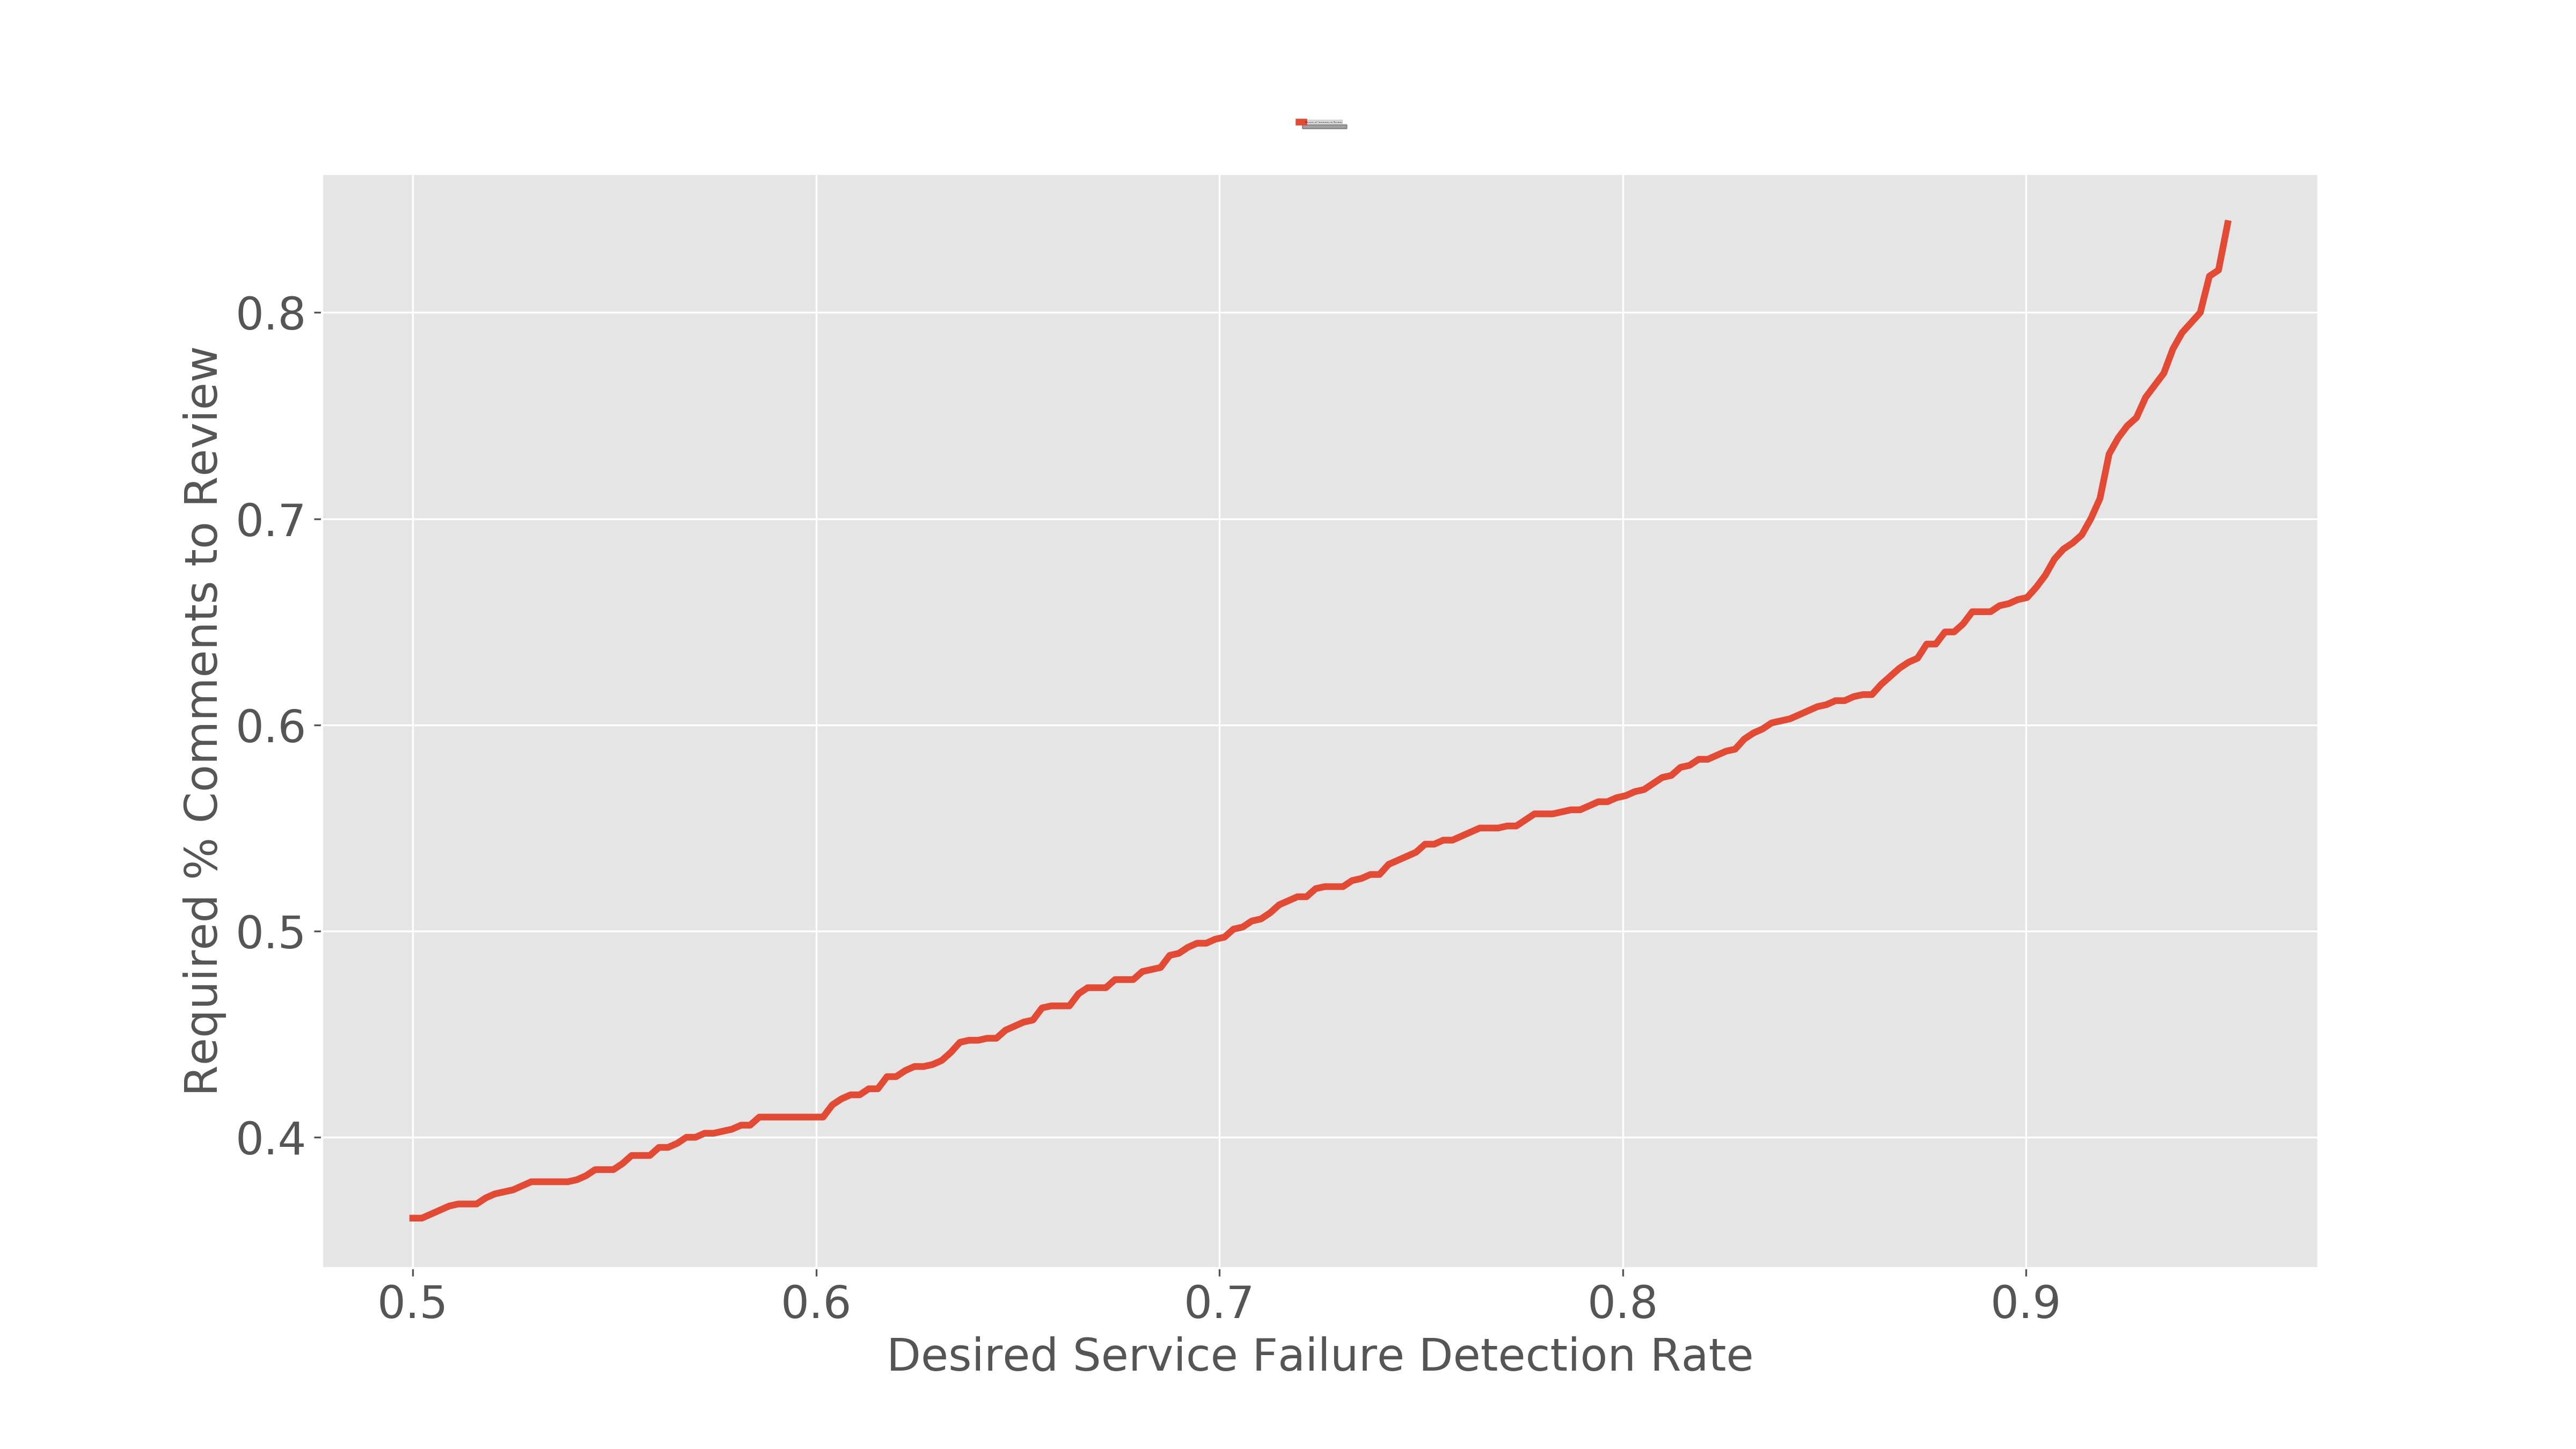 0.8
0.7
0.6
0.5
0.4
Required % Comments to Review
0.5 0.6 0.7 0.8 0.9
Desired Service Failure Detection Rate